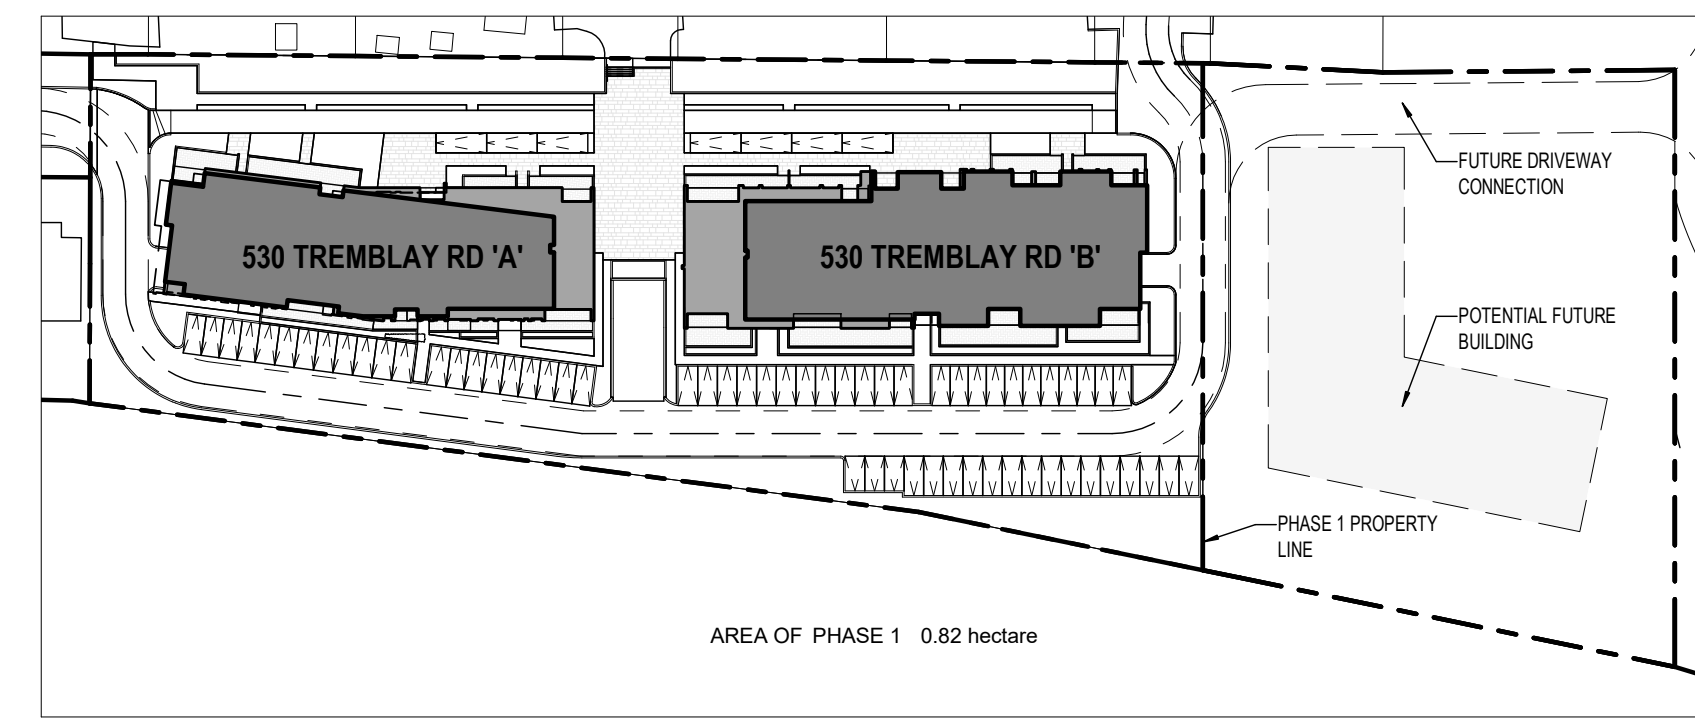 FUTURE DRIVEWAY
CONNECTION
530 TREMBLAY RD 'A'
530 TREMBLAY RD 'B'
POTENTIAL FUTURE
BUILDING
PHASE 1 PROPERTY
LINE
AREA OF PHASE 1 0.82 hectare